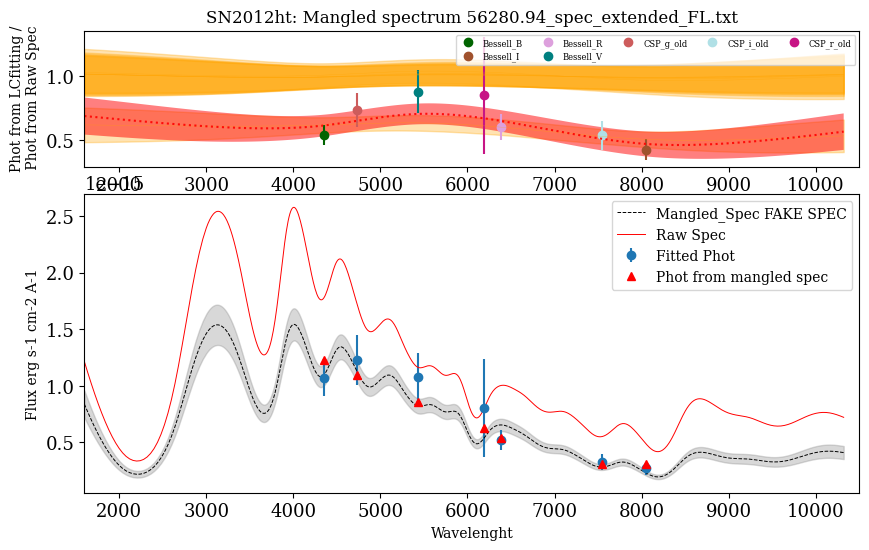 SN2012ht: Mangled spectrum 56280.94_spec_extended_FL.txt
Phot from LCfitting /
Phot from Raw Spec
1.0
0.5
Bessell_B
Bessell_I
Bessell_R
Bessell_V
CSP_g_old
CSP_i_old
CSP_r_old
2000 3000 4000 5000 6000 7000 8000 9000 10000
1e−15
Flux erg s-1 cm-2 A-1
2.5
2.0
1.5
1.0
0.5
Mangled_Spec FAKE SPEC
Raw Spec
Fitted Phot
Phot from mangled spec
2000 3000 4000 5000 6000 7000 8000 9000 10000
Wavelenght